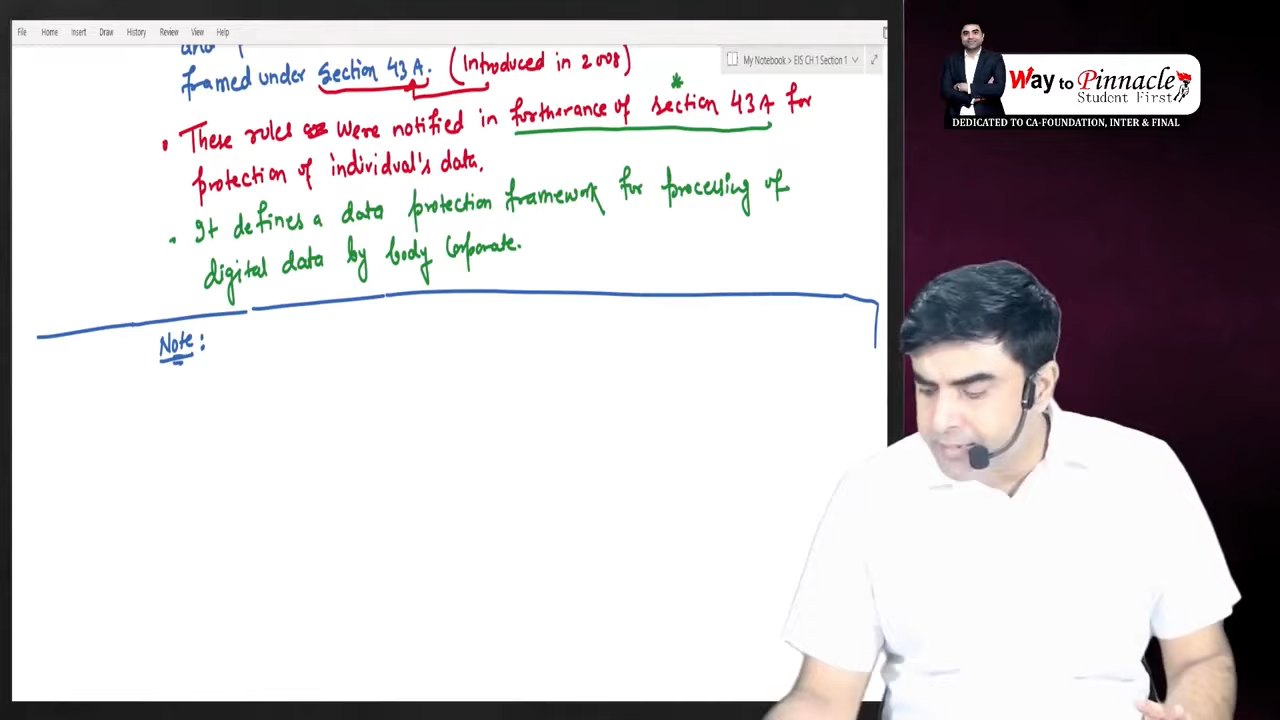 File Home Insert Draw History Review View Help
My Notebook > EIS CH 1 Section 1
framed under Section 43A. (Introduced in 2008)
• These rules were notified in furtherance of section 43A for
protection of individual's data.
• It defines a data protection framework for processing of
digital data by body corporate.
Note:
Way to Pinnacle
Student First
DEDICATED TO CA-FOUNDATION, INTER & FINAL